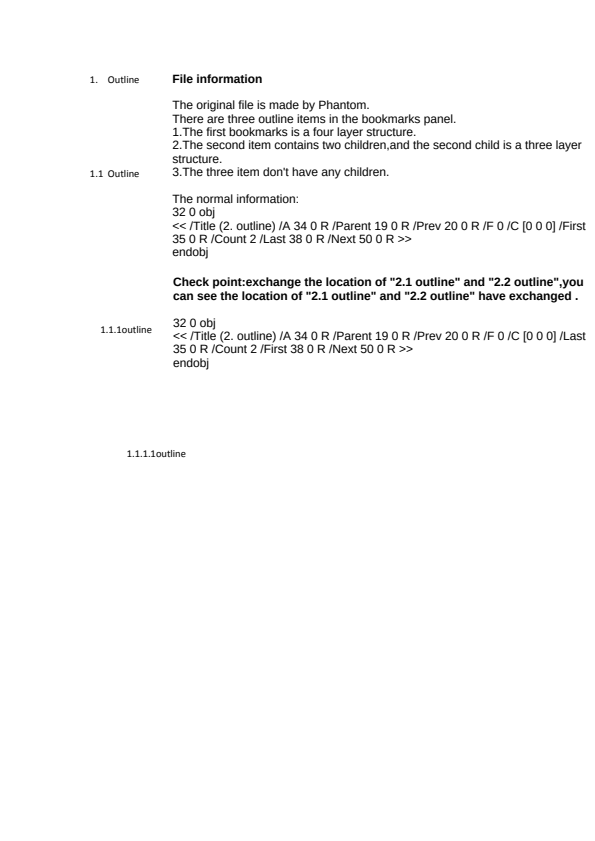 1. Outline
File information
The original file is made by Phantom.
There are three outline items in the bookmarks panel.
1.The first bookmarks is a four layer structure.
2.The second item contains two children,and the second child is a three layer
structure.
1.1 Outline
3.The three item don't have any children.
The normal information:
32 0 obj
<< /Title (2. outline) /A 34 0 R /Parent 19 0 R /Prev 20 0 R /F 0 /C [0 0 0] /First
35 0 R /Count 2 /Last 38 0 R /Next 50 0 R >>
endobj
Check point:exchange the location of "2.1 outline" and "2.2 outline",you
can see the location of "2.1 outline" and "2.2 outline" have exchanged .
32 0 obj
1.1.1outline
<< /Title (2. outline) /A 34 0 R /Parent 19 0 R /Prev 20 0 R /F 0 /C [0 0 0] /Last
35 0 R /Count 2 /First 38 0 R /Next 50 0 R >>
endobj
1.1.1.1outline